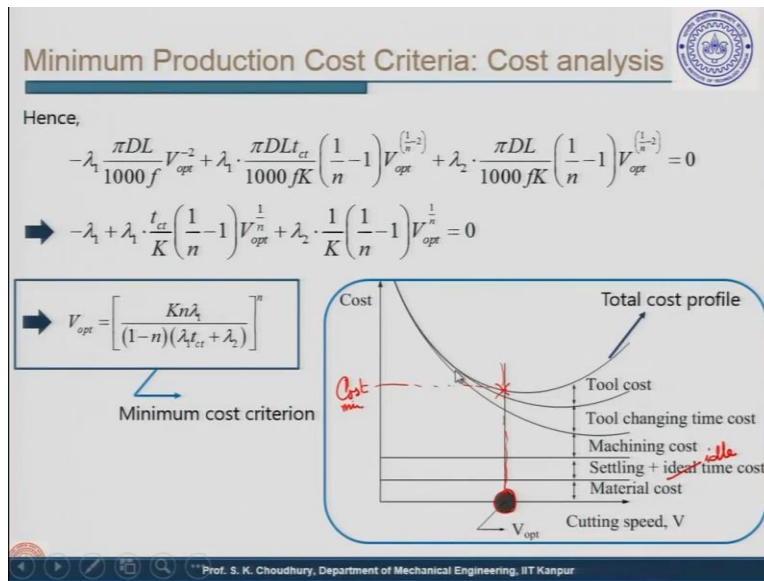 Minimum Production Cost Criteria: Cost analysis
Hence,
-λ₁ πDL/1000f V_opt^-2 + λ₁ · πDLt_ct/1000fK (1/n - 1) V_opt^(1/n - 2) + λ₂ · πDL/1000fK (1/n - 1) V_opt^(1/n - 2) = 0
-λ₁ + λ₁ · t_ct/K (1/n - 1) V_opt^1/n + λ₂ · 1/K (1/n - 1) V_opt^1/n = 0
V_opt = [Knλ₁/(1-n)(λ₁t_ct + λ₂)]^n
Minimum cost criterion
Cost
Total cost profile
Cost min
Tool cost
Tool changing time cost
Machining cost
idle
Settling + ideal time cost
Material cost
V_opt
Cutting speed, V
Prof. S. K. Choudhury, Department of Mechanical Engineering, IIT Kanpur